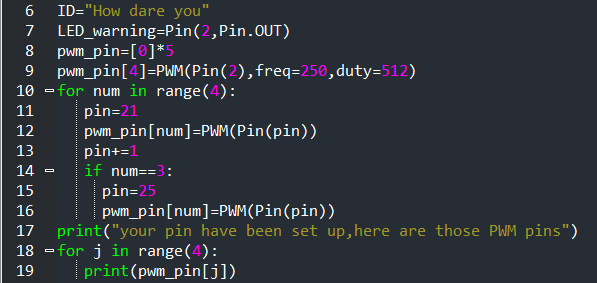 6 ID="How dare you"
7 LED_warning=Pin(2,Pin.OUT)
8 pwm_pin=[0]*5
9 pwm_pin[4]=PWM(Pin(2),freq=250,duty=512)
10 for num in range(4):
11 pin=21
12 pwm_pin[num]=PWM(Pin(pin))
13 pin+=1
14 if num==3:
15 pin=25
16 pwm_pin[num]=PWM(Pin(pin))
17 print("your pin have been set up,here are those PWM pins")
18 for j in range(4):
19 print(pwm_pin[j])